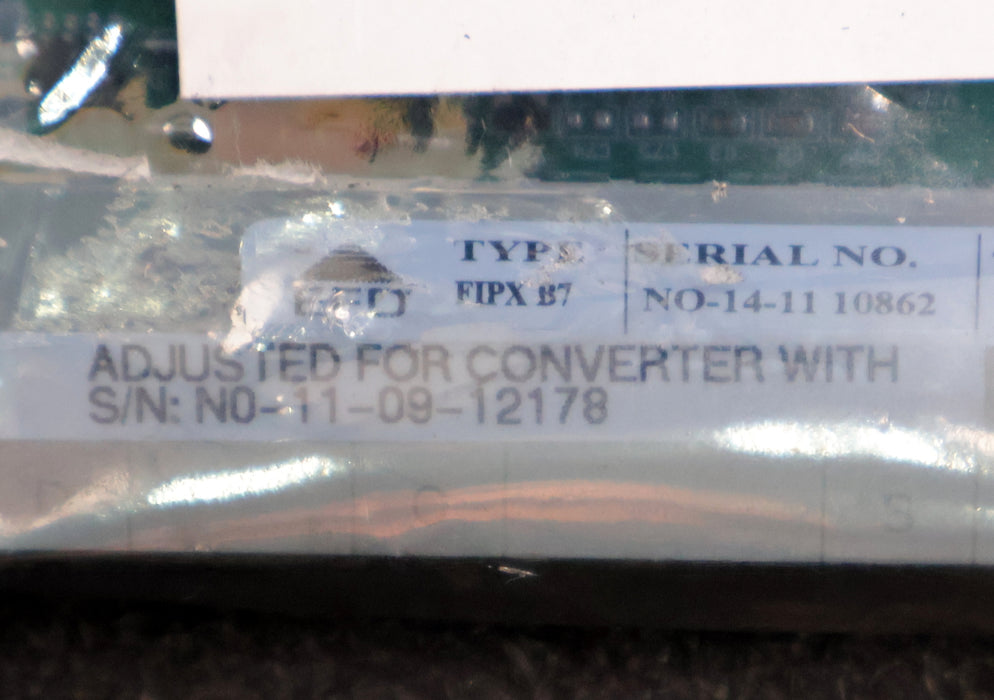 TYPE SERIAL NO.
FIPX B7 NO-14-11 10862
ADJUSTED FOR CONVERTER WITH
S/N: N0-11-09-12178